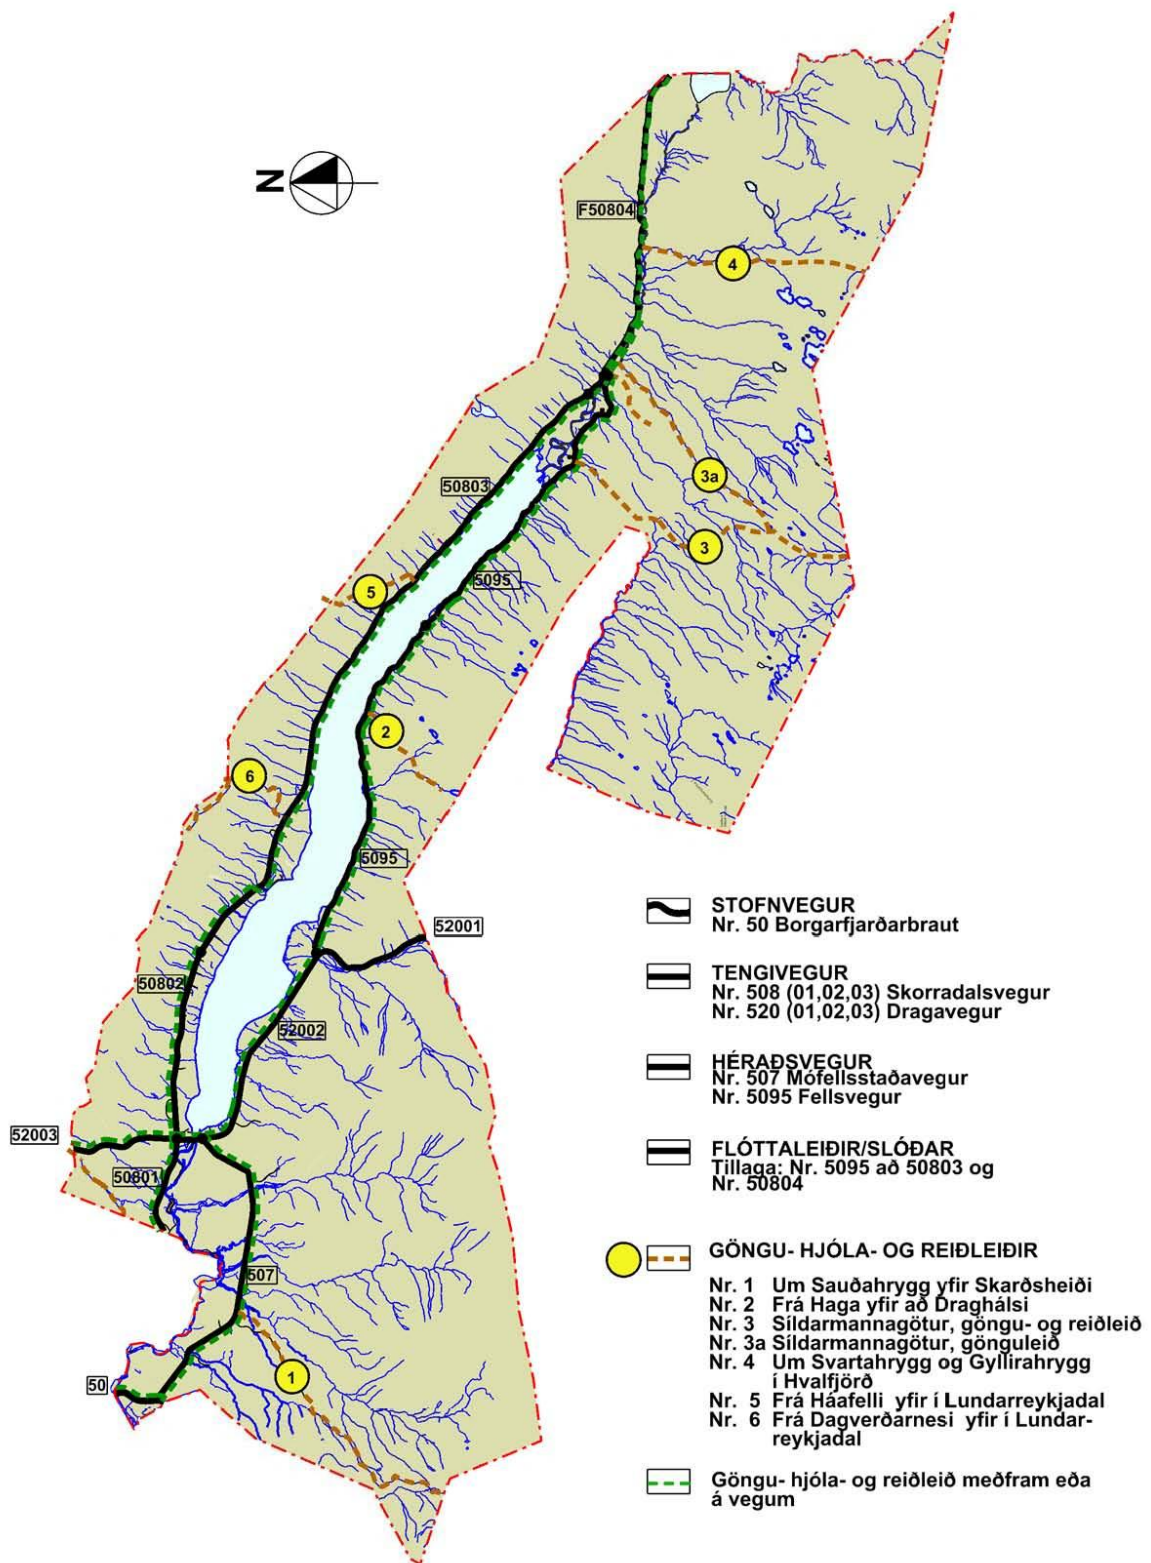 N
F50804
4
50803
3a
3
5
5095
2
6
5095
52001
50802
52002
52003
50801
507
50
1
STOFNVEGUR
Nr. 50 Borgarfjarðarbraut
TENGIVEGUR
Nr. 508 (01,02,03) Skorradalsvegur
Nr. 520 (01,02,03) Dragavegur
HÉRAÐSVEGUR
Nr. 507 Mófellsstaðavegur
Nr. 5095 Fellsvegur
FLÓTTALEIÐIR/SLÓÐAR
Tillaga: Nr. 5095 að 50803 og
Nr. 50804
GÖNGU- HJÓLA- OG REIÐLEIÐIR
Nr. 1 Um Sauðahrygg yfir Skarðsheiði
Nr. 2 Frá Haga yfir að Draghálsi
Nr. 3 Síldarmannagötur, göngu- og reiðleið
Nr. 3a Síldarmannagötur, gönguleið
Nr. 4 Um Svartahrygg og Gyllirahrygg
í Hvalfjörð
Nr. 5 Frá Háafelli yfir í Lundarreykjadal
Nr. 6 Frá Dagverðarnesi yfir í Lundar-
reykjadal
Göngu- hjóla- og reiðleið meðfram eða
á vegum